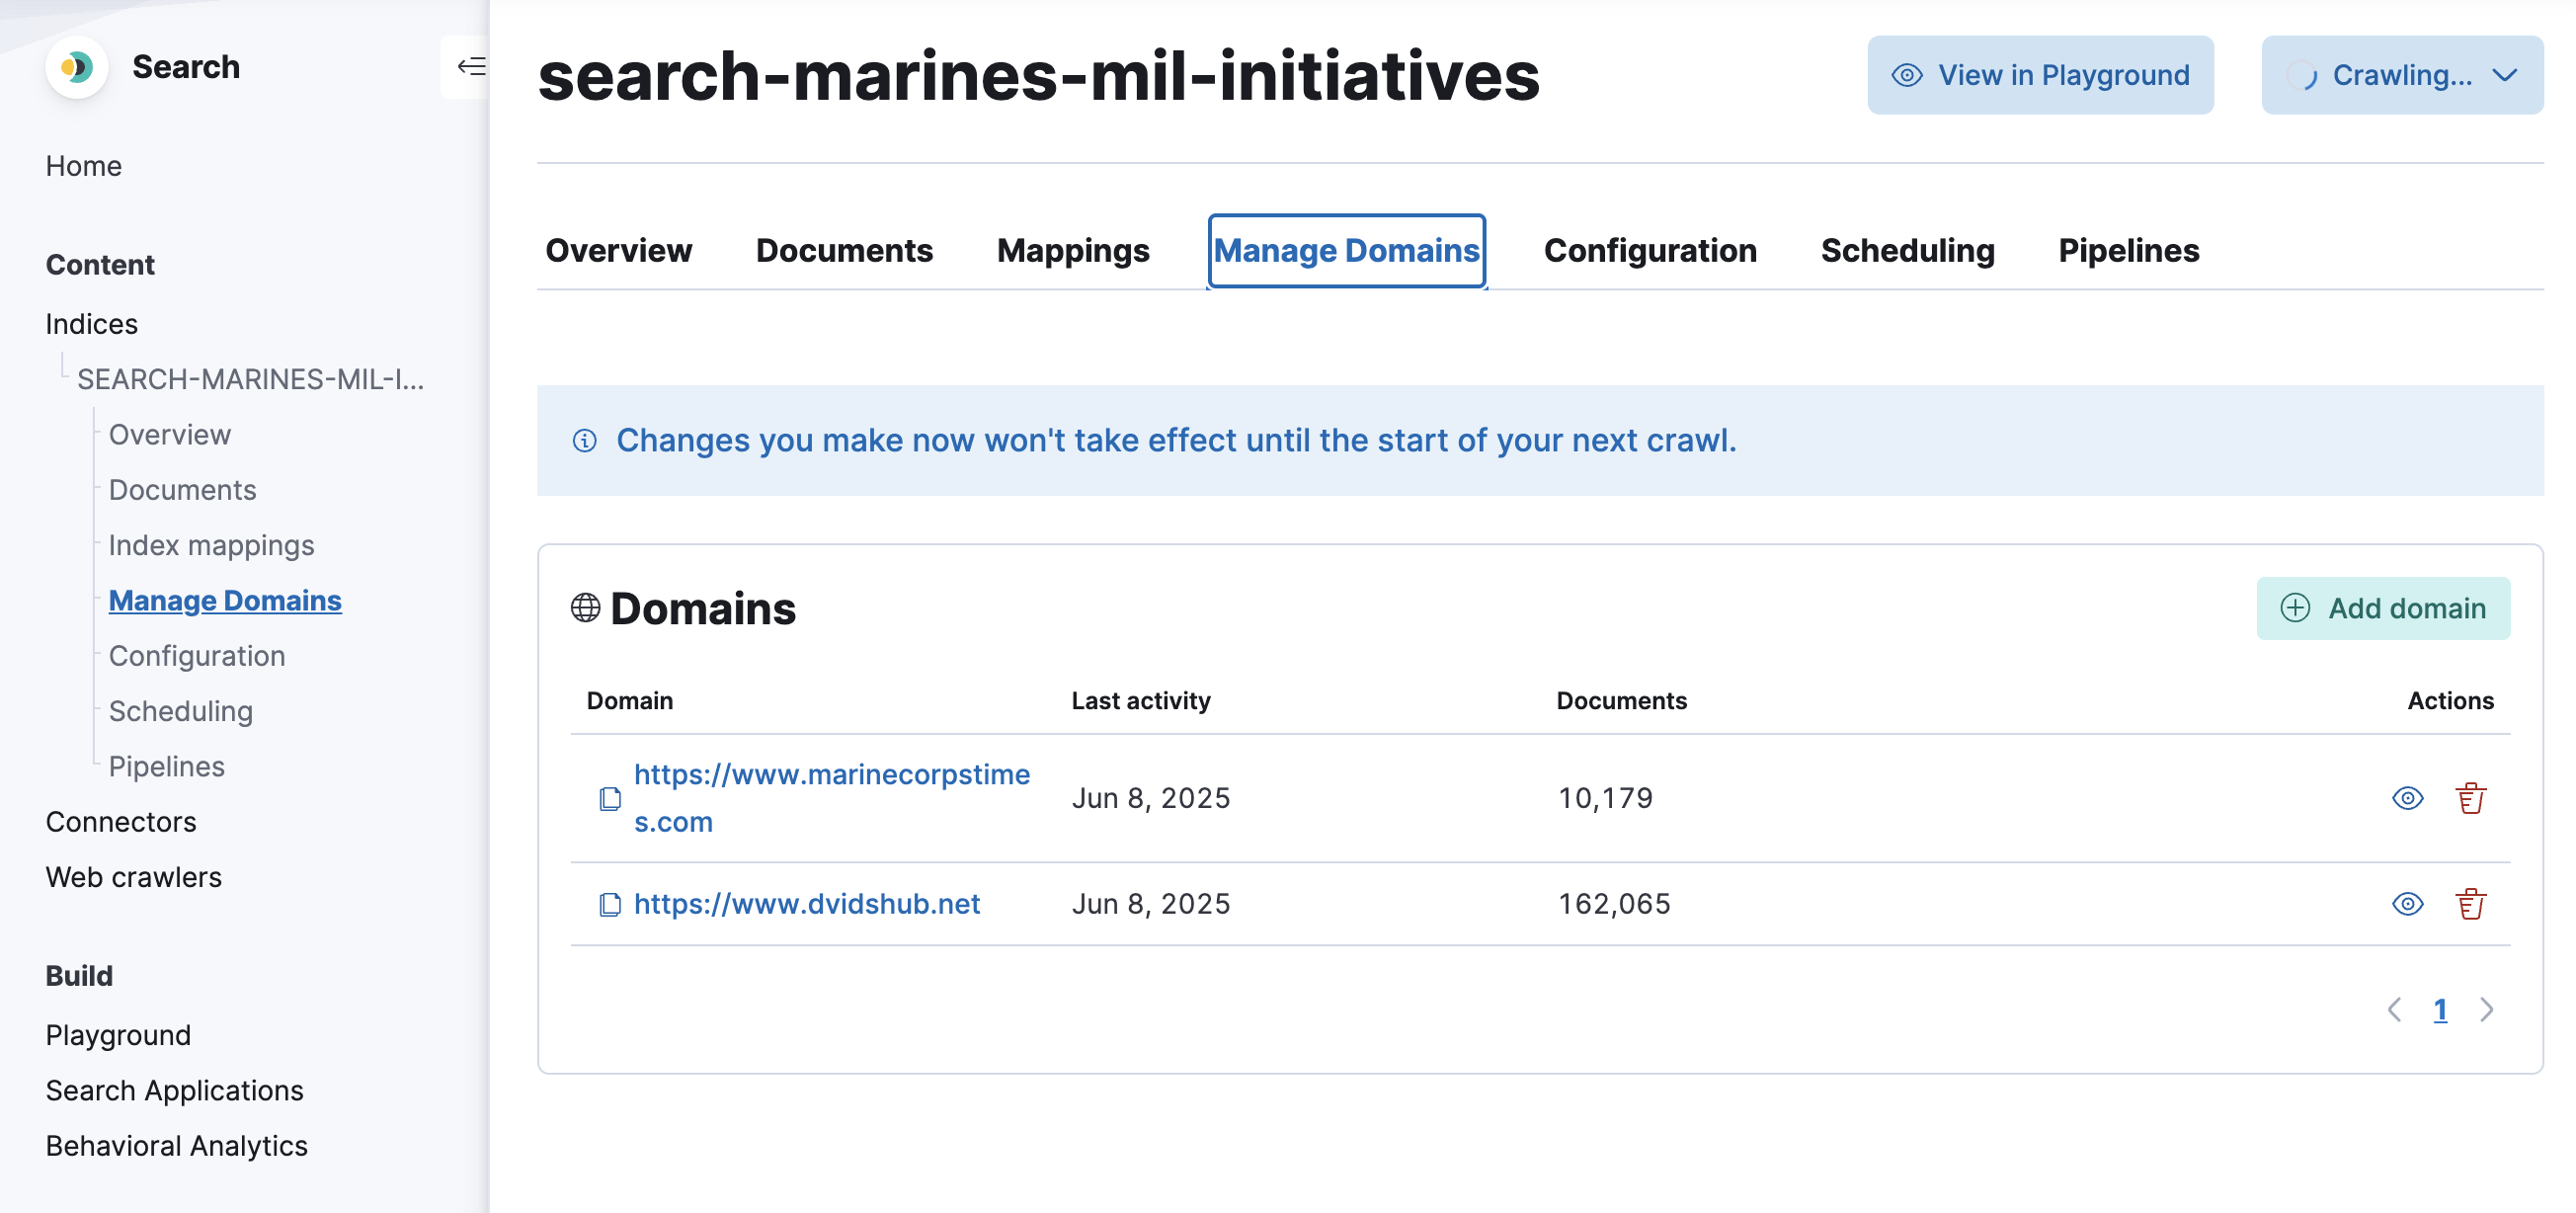 Search
Home
Content
Indices
SEARCH-MARINES-MIL-I...
Overview
Documents
Index mappings
Manage Domains
Configuration
Scheduling
Pipelines
Connectors
Web crawlers
Build
Playground
Search Applications
Behavioral Analytics
search-marines-mil-initiatives
View in Playground
Crawling...
Overview Documents Mappings Manage Domains Configuration Scheduling Pipelines
Changes you make now won't take effect until the start of your next crawl.
Domains
Add domain
Domain Last activity Documents Actions
https://www.marinecorpstime
s.com
Jun 8, 2025 10,179
https://www.dvidshub.net Jun 8, 2025 162,065
1